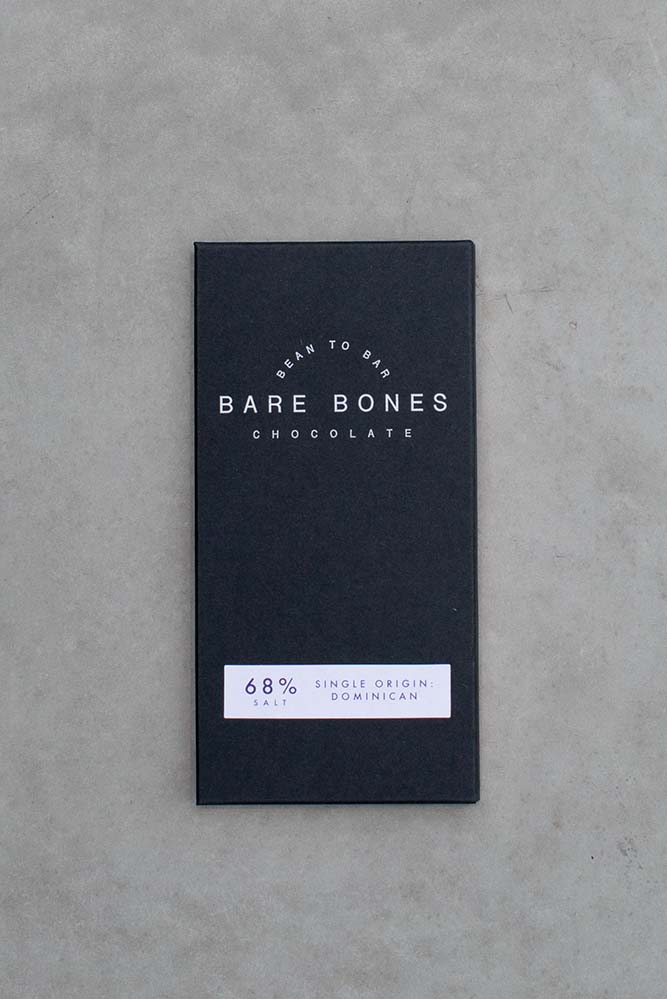 BEAN TO BAR
BARE BONES
CHOCOLATE
68%
SALT
SINGLE ORIGIN:
DOMINICAN